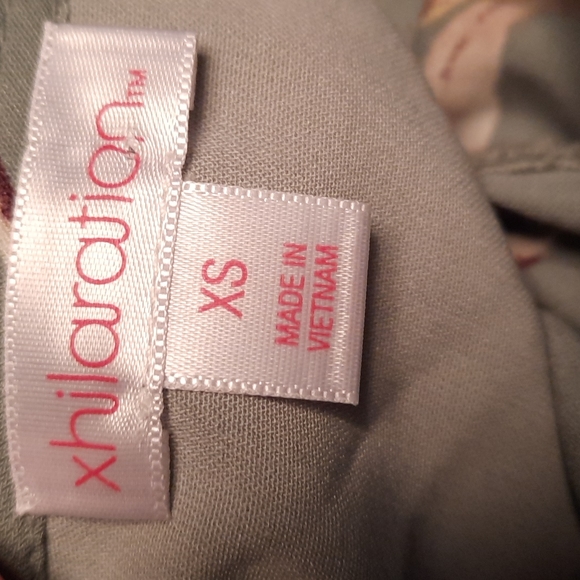 xhilaration™
XS
MADE IN
VIETNAM